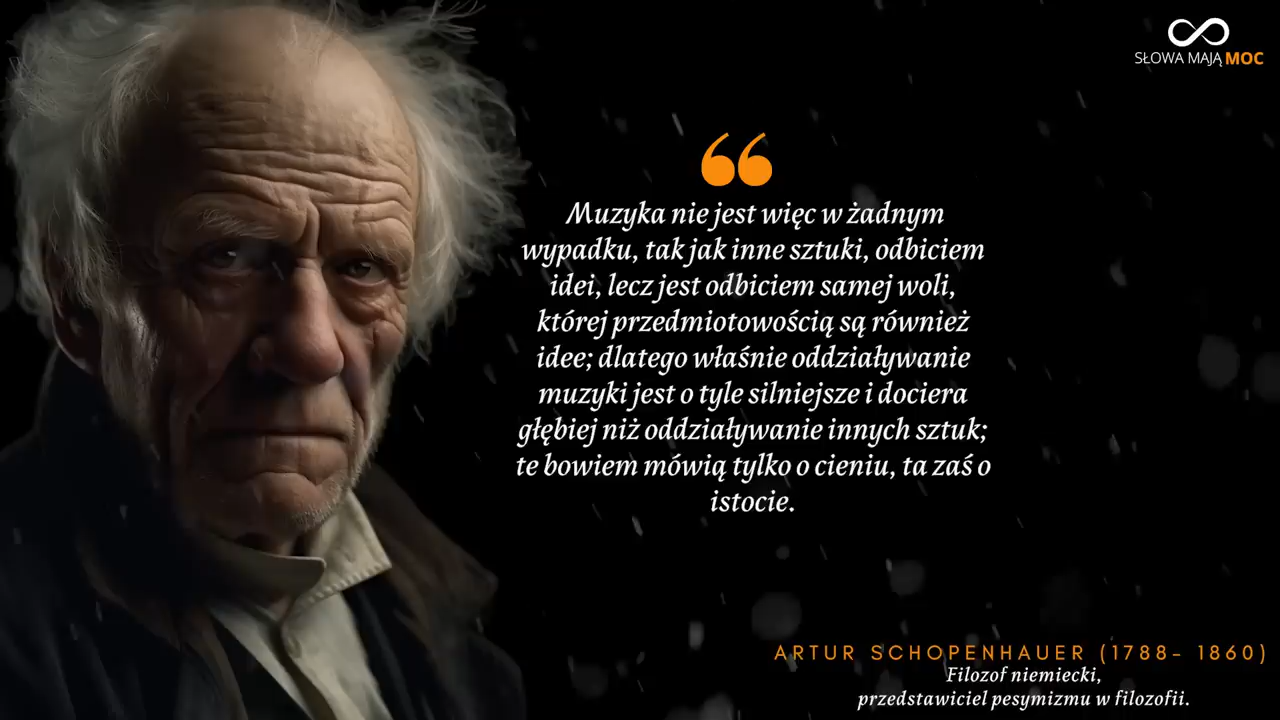 SŁOWA MAJĄ MOC
Muzyka nie jest więc w żadnym
wypadku, tak jak inne sztuki, odbiciem
idei, lecz jest odbiciem samej woli,
której przedmiotowością są również
idee; dlatego właśnie oddziaływanie
muzyki jest o tyle silniejsze i dociera
głębiej niż oddziaływanie innych sztuk;
te bowiem mówią tylko o cieniu, ta zaś o
istocie.
ARTUR SCHOPENHAUER (1788- 1860)
Filozof niemiecki,
przedstawiciel pesymizmu w filozofii.